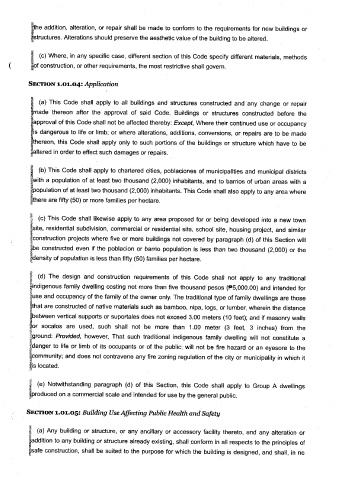 the addition, alteration, or repair shall be made to conform to the requirements for new buildings or
structures. Alterations should preserve the aesthetic value of the building to be altered.
(c) Where, in any specific case, different section of this Code specify different materials, methods
of construction, or other requirements, the most restrictive shall govern.
SECTION 1.01.04: Application
(a) This Code shall apply to all buildings and structures constructed and any change or repair
made thereon after the approval of said Code. Buildings or structures constructed before the
approval of this Code shall not be affected thereby: Except, Where their continued use or occupancy
is dangerous to life or limb; or where alterations, additions, conversions, or repairs are to be made
thereon, this Code shall apply only to such portions of the building or structure which have to be
altered in order to effect such damages or repairs.
(b) This Code shall apply to chartered cities, poblaciones of municipalities and municipal districts
with a population of at least two thousand (2,000) inhabitants, and to barrios of urban areas with a
population of at least two thousand (2,000) inhabitants. This Code shall also apply to any area where
there are fifty (50) or more families per hectare.
(c) This Code shall likewise apply to any area proposed for or being developed into a new town
site, residential subdivision, commercial or residential site, school site, housing project, and similar
construction projects where five or more buildings not covered by paragraph (d) of this Section will
be constructed even if the poblacion or barrio population is less than two thousand (2,000) or the
density of population is less than fifty (50) families per hectare.
(d) The design and construction requirements of this Code shall not apply to any traditional
indigenous family dwelling costing not more than five thousand pesos (₱5,000.00) and intended for
use and occupancy of the family of the owner only. The traditional type of family dwellings are those
that are constructed of native materials such as bamboo, nipa, logs, or lumber, wherein the distance
between vertical supports or suportales does not exceed 3.00 meters (10 feet); and if masonry walls
or socalos are used, such shall not be more than 1.00 meter (3 feet, 3 inches) from the
ground: Provided, however, That such traditional indigenous family dwelling will not constitute a
danger to life or limb of its occupants or of the public; will not be fire hazard or an eyesore to the
community; and does not contravene any fire zoning regulation of the city or municipality in which it
is located.
(e) Notwithstanding paragraph (d) of this Section, this Code shall apply to Group A dwellings
produced on a commercial scale and intended for use by the general public.
SECTION 1.01.05: Building Use Affecting Public Health and Safety
(a) Any building or structure, or any ancillary or accessory facility thereto, and any alteration or
addition to any building or structure already existing, shall conform in all respects to the principles of
safe construction, shall be suited to the purpose for which the building is designed, and shall, in no